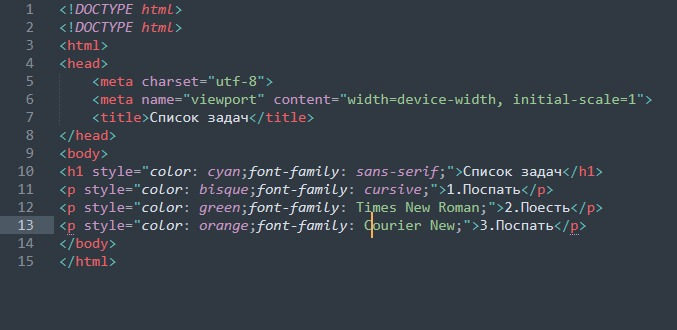 1 <!DOCTYPE html>
2 <!DOCTYPE html>
3 <html>
4 <head>
5     <meta charset="utf-8">
6     <meta name="viewport" content="width=device-width, initial-scale=1">
7     <title>Список задач</title>
8 </head>
9 <body>
10 <h1 style="color: cyan;font-family: sans-serif;">Список задач</h1>
11 <p style="color: bisque;font-family: cursive;">1.Поспать</p>
12 <p style="color: green;font-family: Times New Roman;">2.Поесть</p>
13 <p style="color: orange;font-family: Courier New;">3.Поспать</p>
14 </body>
15 </html>